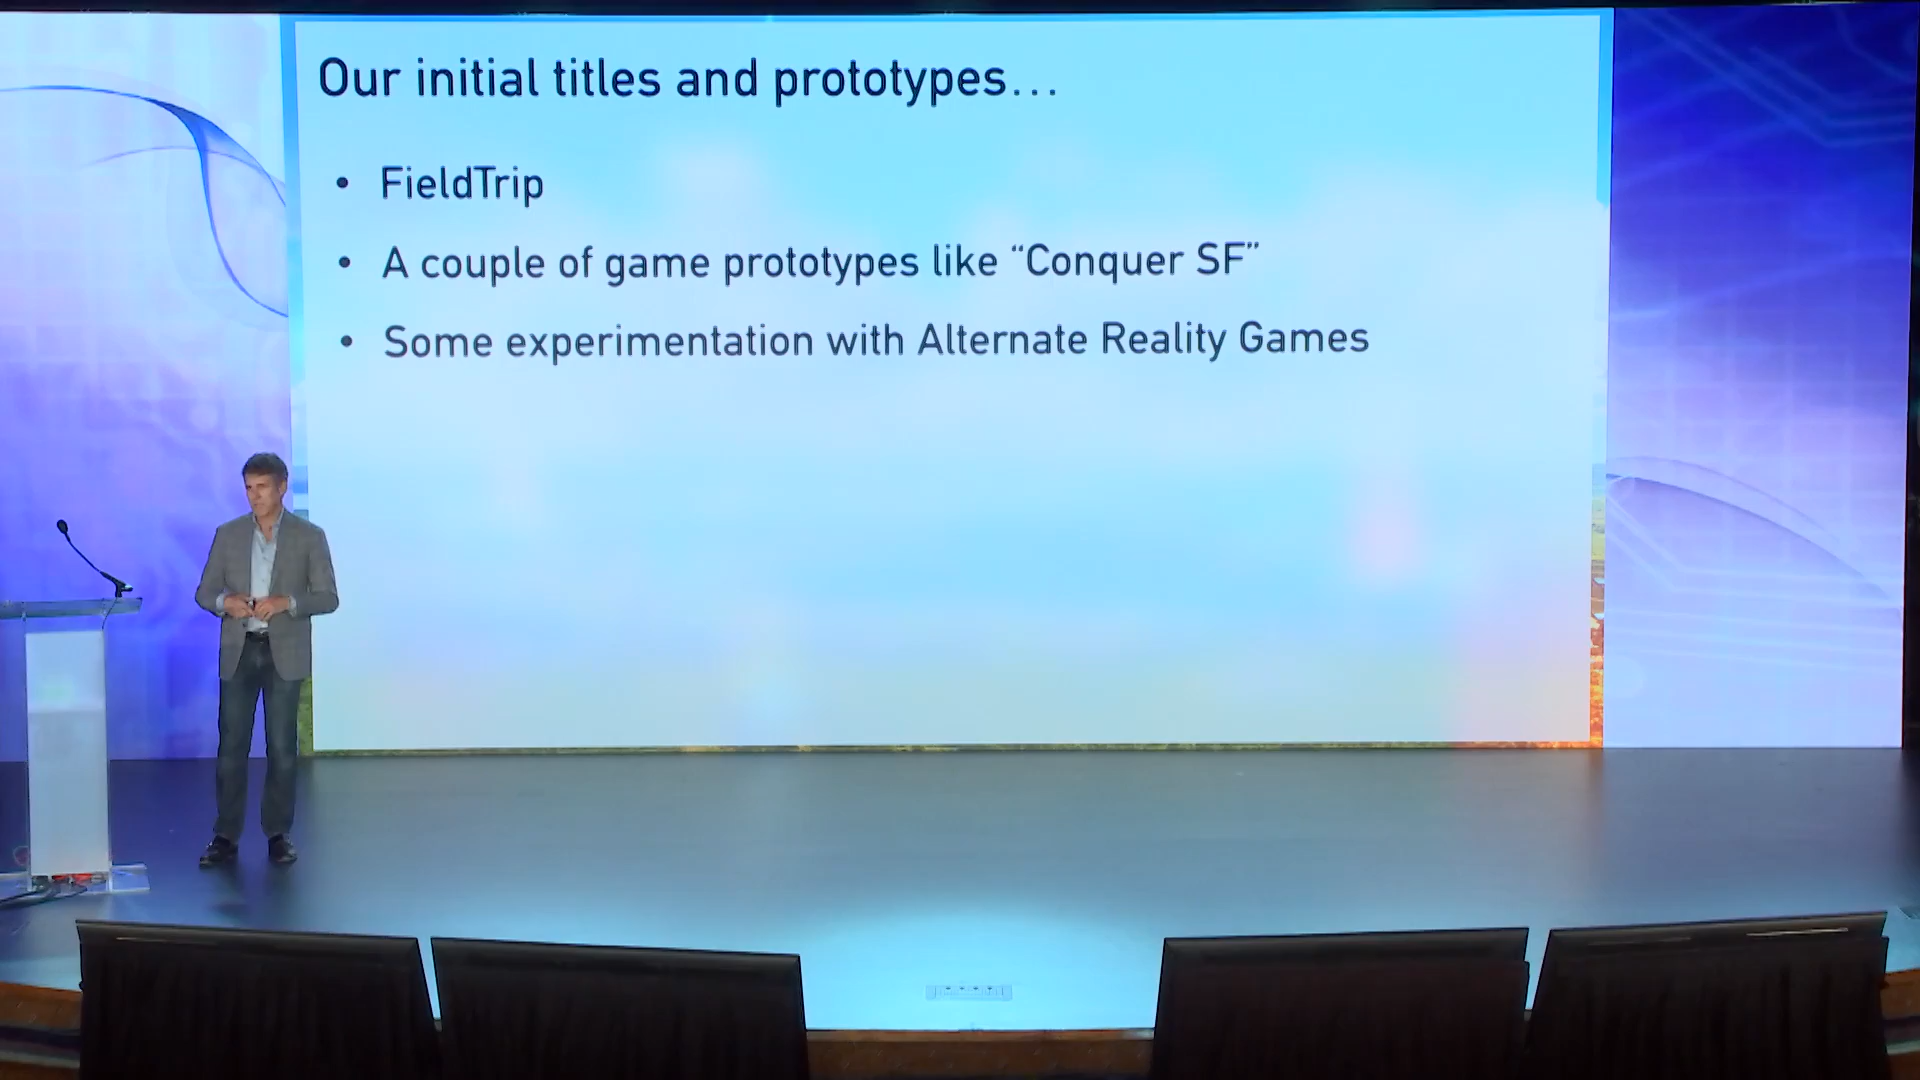 Our initial titles and prototypes...
• FieldTrip
• A couple of game prototypes like “Conquer SF”
• Some experimentation with Alternate Reality Games